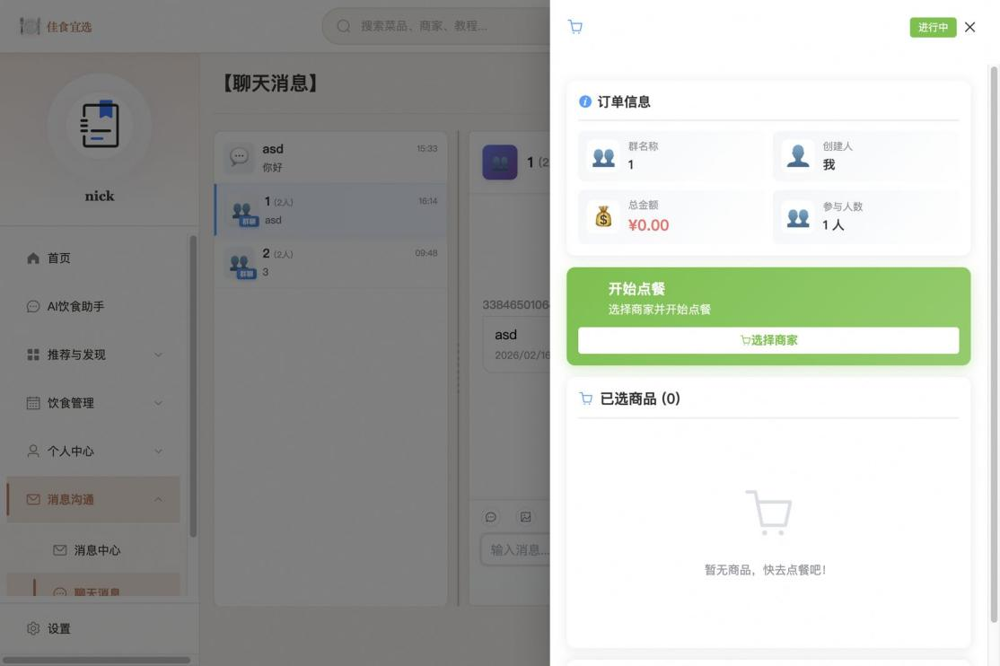 佳食宜选
搜索菜品、商家、教程...
nick
首页
AI饮食助手
推荐与发现
饮食管理
个人中心
消息沟通
消息中心
聊天消息
设置
【聊天消息】
asd
15:33
你好
1 (2人)
16:14
群聊
asd
2 (2人)
09:48
群聊
3
1 (2
3384650106
asd
2026/02/16
输入消息...
进行中
订单信息
群名称
1
创建人
我
总金额
¥0.00
参与人数
1 人
开始点餐
选择商家并开始点餐
选择商家
已选商品 (0)
暂无商品，快去点餐吧！